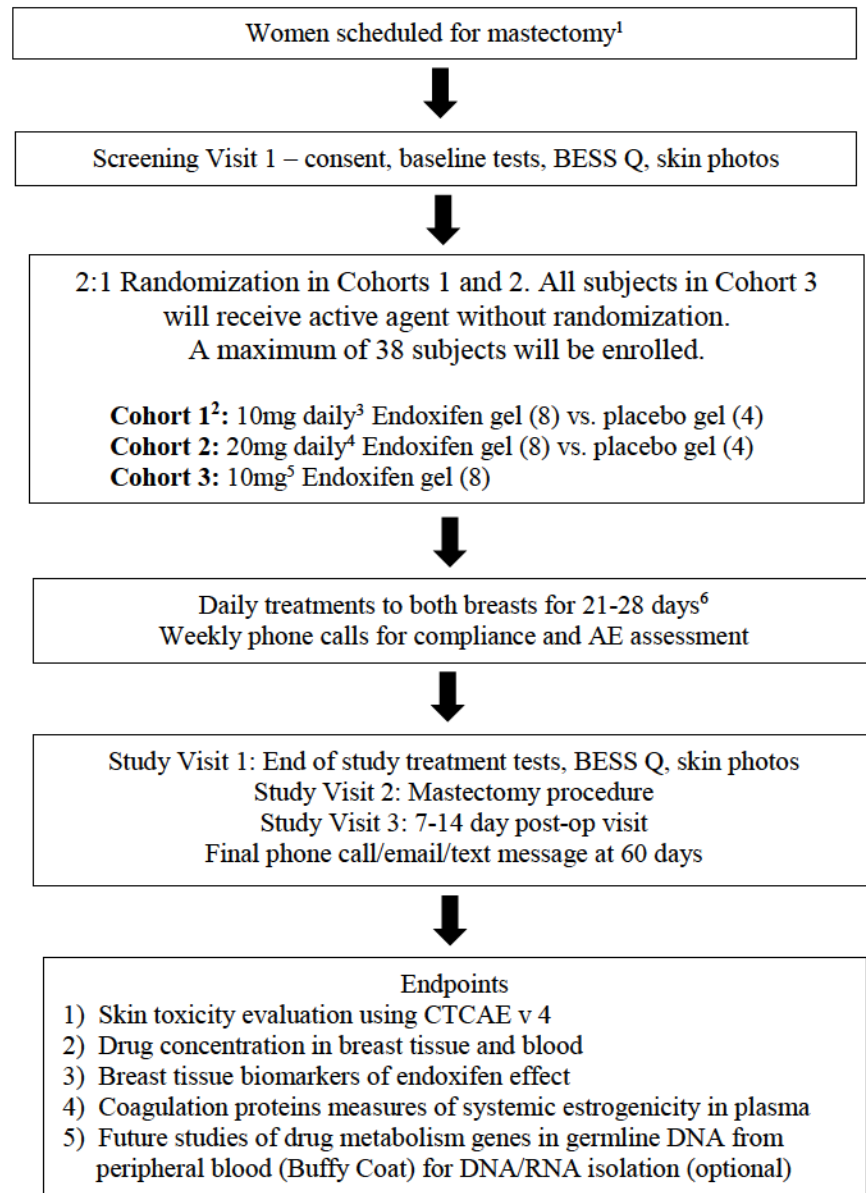 Women scheduled for mastectomy¹
Screening Visit 1 – consent, baseline tests, BESS Q, skin photos
2:1 Randomization in Cohorts 1 and 2. All subjects in Cohort 3
will receive active agent without randomization.
A maximum of 38 subjects will be enrolled.
Cohort 1²: 10mg daily³ Endoxifen gel (8) vs. placebo gel (4)
Cohort 2: 20mg daily⁴ Endoxifen gel (8) vs. placebo gel (4)
Cohort 3: 10mg⁵ Endoxifen gel (8)
Daily treatments to both breasts for 21-28 days⁶
Weekly phone calls for compliance and AE assessment
Study Visit 1: End of study treatment tests, BESS Q, skin photos
Study Visit 2: Mastectomy procedure
Study Visit 3: 7-14 day post-op visit
Final phone call/email/text message at 60 days
Endpoints
1) Skin toxicity evaluation using CTCAE v 4
2) Drug concentration in breast tissue and blood
3) Breast tissue biomarkers of endoxifen effect
4) Coagulation proteins measures of systemic estrogenicity in plasma
5) Future studies of drug metabolism genes in germline DNA from
peripheral blood (Buffy Coat) for DNA/RNA isolation (optional)